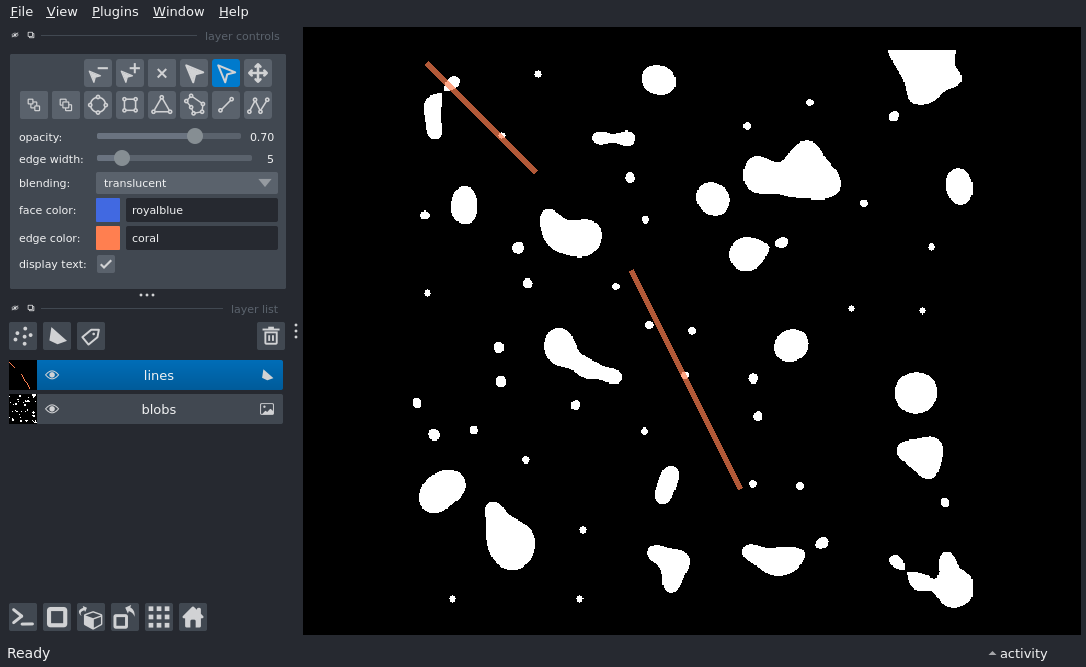 File View Plugins Window Help
layer controls
opacity: 0.70
edge width: 5
blending: translucent
face color: royalblue
edge color: coral
display text:
layer list
lines
blobs
Ready
activity